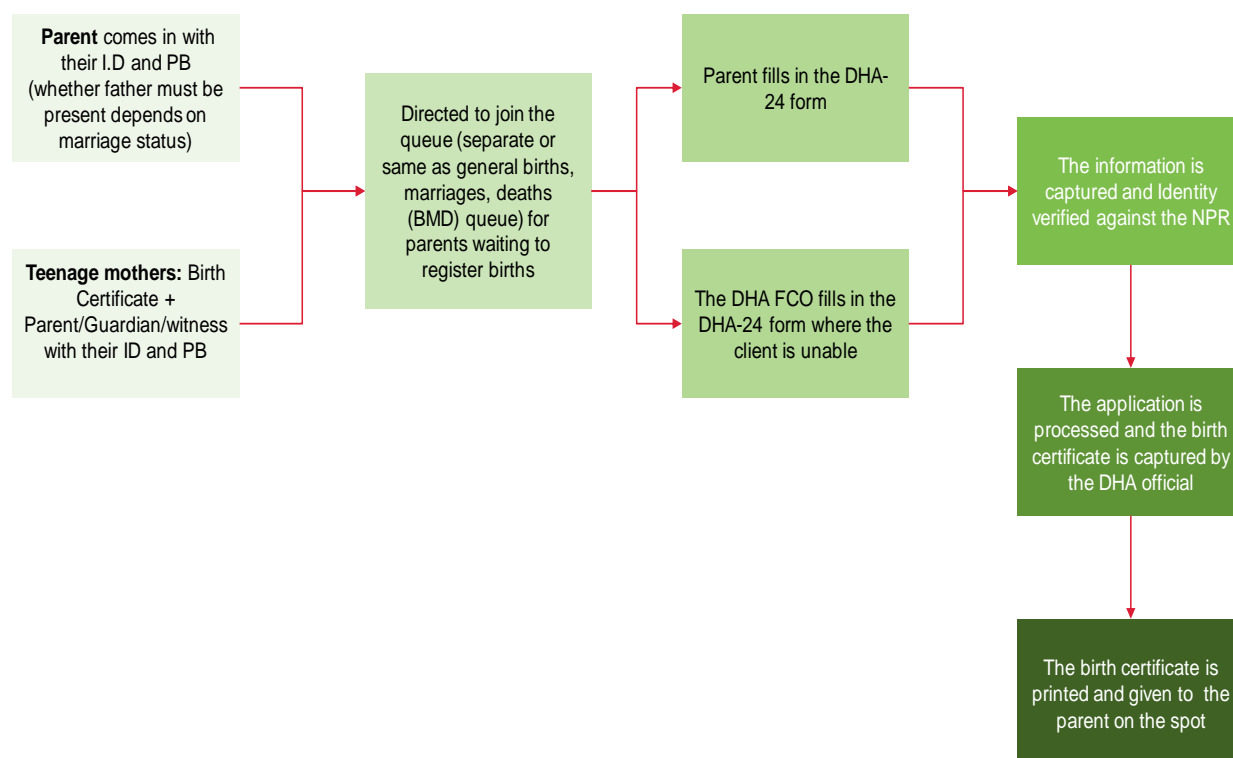 Parent comes in with
their I.D and PB
(whether father must be
present depends on
marriage status)
Teenage mothers: Birth
Certificate +
Parent/Guardian/witness
with their ID and PB
Directed to join the
queue (separate or
same as general births,
marriages, deaths
(BMD) queue) for
parents waiting to
register births
Parent fills in the DHA-
24 form
The DHA FCO fills in the
DHA-24 form where the
client is unable
The information is
captured and Identity
verified against the NPR
The application is
processed and the birth
certificate is captured by
the DHA official
The birth certificate is
printed and given to the
parent on the spot